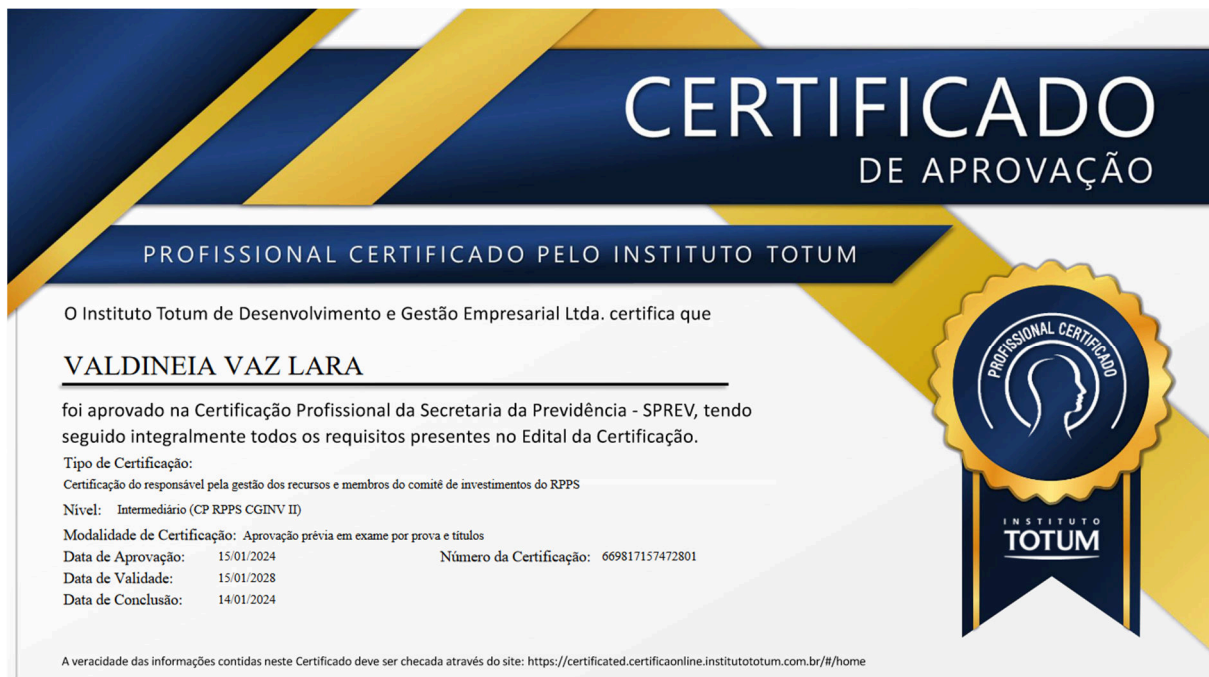 CERTIFICADO
DE APROVAÇÃO
PROFISSIONAL CERTIFICADO PELO INSTITUTO TOTUM
O Instituto Totum de Desenvolvimento e Gestão Empresarial Ltda. certifica que
VALDINEIA VAZ LARA
foi aprovado na Certificação Profissional da Secretaria da Previdência - SPREV, tendo
seguido integralmente todos os requisitos presentes no Edital da Certificação.
Tipo de Certificação:
Certificação do responsável pela gestão dos recursos e membros do comitê de investimentos do RPPS
Nível: Intermediário (CP RPPS CGINV II)
Modalidade de Certificação: Aprovação prévia em exame por prova e títulos
Data de Aprovação: 15/01/2024 Número da Certificação: 669817157472801
Data de Validade: 15/01/2028
Data de Conclusão: 14/01/2024
PROFISSIONAL CERTIFICADO
INSTITUTO
TOTUM
A veracidade das informações contidas neste Certificado deve ser checada através do site: https://certificated.certificaonline.institutototum.com.br/#/home